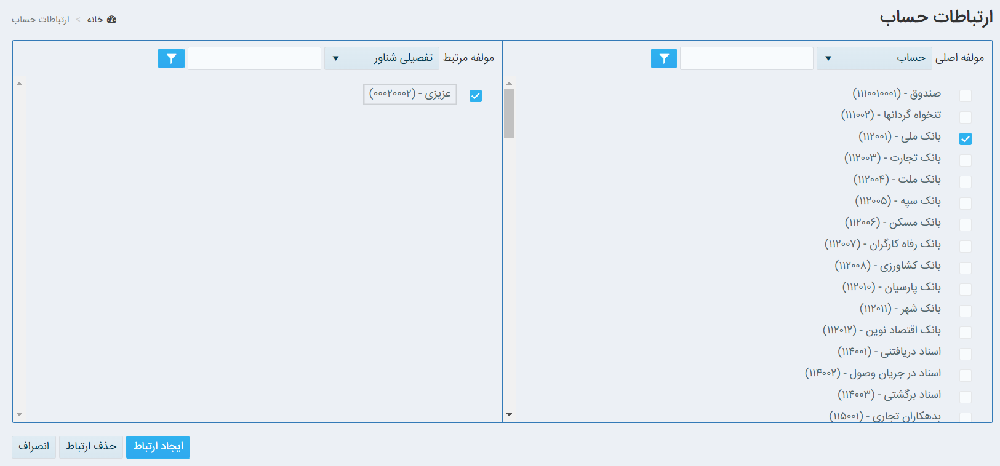 ارتباطات حساب
خانه > ارتباطات حساب
مولفه اصلی حساب
مولفه مرتبط تفصیلی شناور
صندوق - (۱۱۱۰۰۱۰۰۰۱)
تنخواه گردانها - (۱۱۱۰۰۲)
بانک ملی - (۱۱۲۰۰۱)
بانک تجارت - (۱۱۲۰۰۳)
بانک ملت - (۱۱۲۰۰۴)
بانک سپه - (۱۱۲۰۰۵)
بانک مسکن - (۱۱۲۰۰۶)
بانک رفاه کارگران - (۱۱۲۰۰۷)
بانک کشاورزی - (۱۱۲۰۰۸)
بانک پارسیان - (۱۱۲۰۱۰)
بانک شهر - (۱۱۲۰۱۱)
بانک اقتصاد نوین - (۱۱۲۰۱۲)
اسناد دریافتنی - (۱۱۴۰۰۱)
اسناد در جریان وصول - (۱۱۴۰۰۲)
اسناد برگشتی - (۱۱۴۰۰۳)
بدهکاران تجاری - (۱۱۵۰۰۱)
عزیزی - (۰۰۰۲۰۰۰۲)
ایجاد ارتباط
حذف ارتباط
انصراف